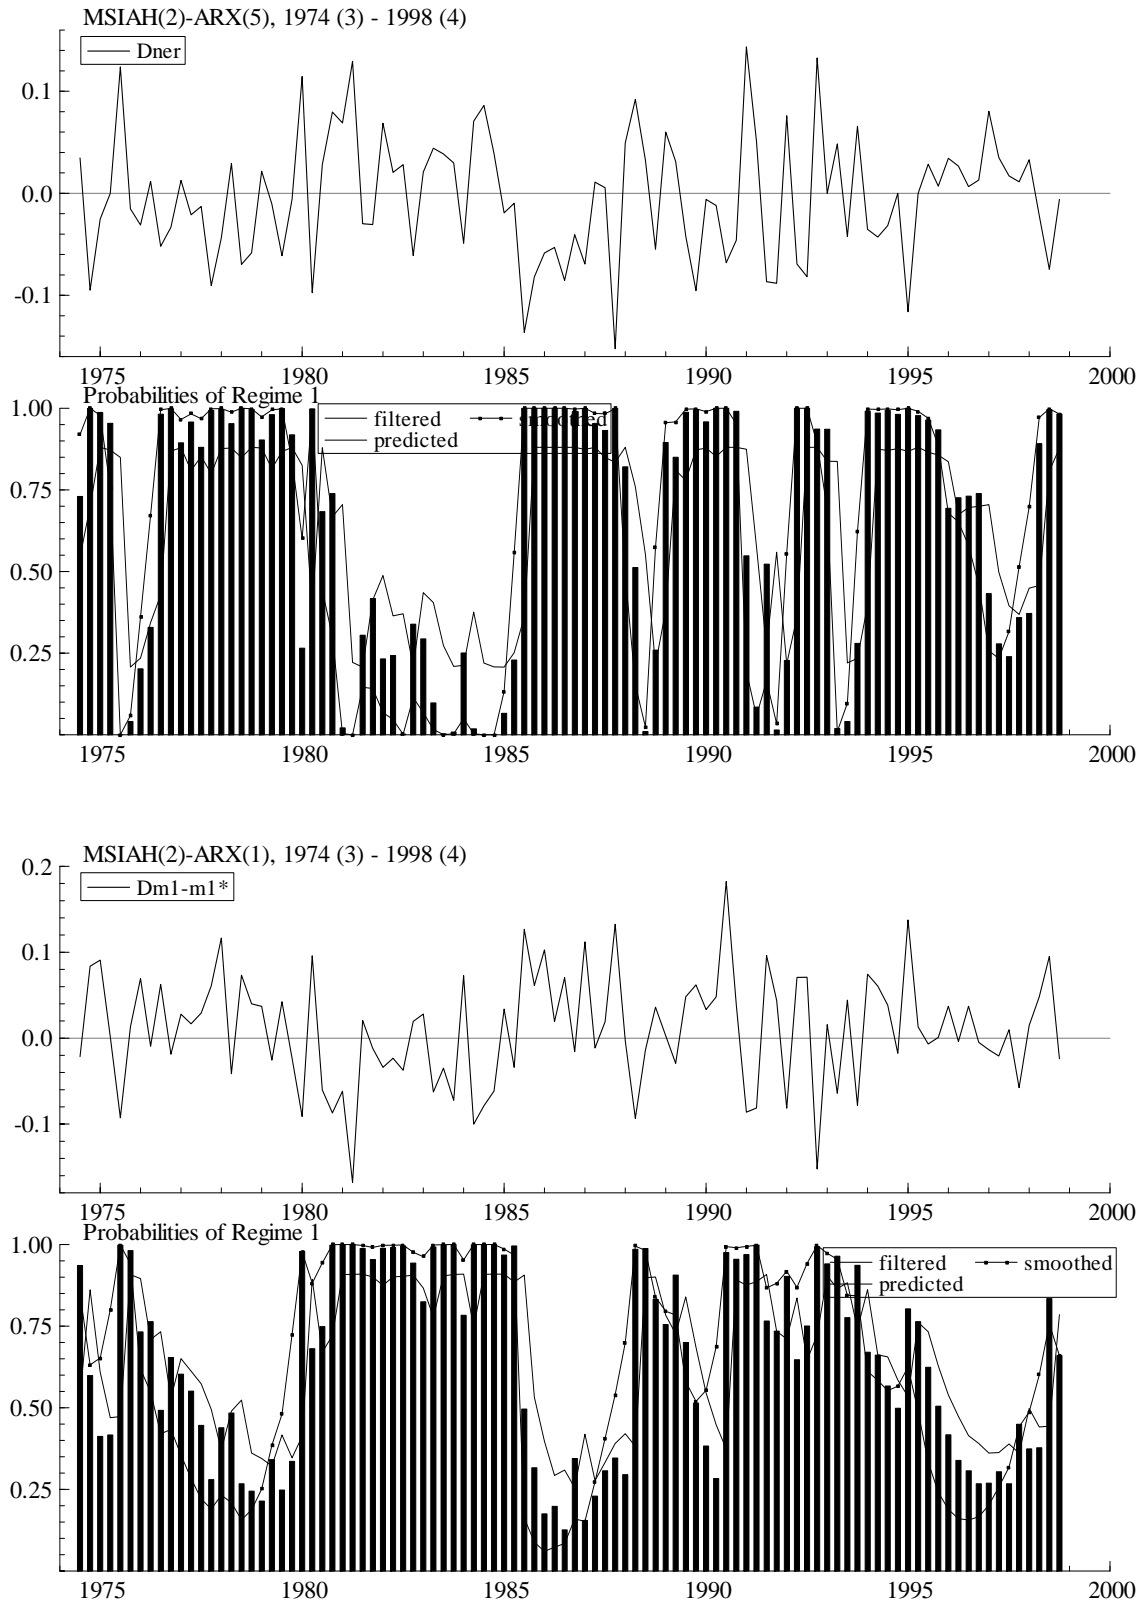 MSIAH(2)-ARX(5), 1974 (3) - 1998 (4)
Dner
0.1
0.0
-0.1
1975 1980 1985 1990 1995 2000
Probabilities of Regime 1
1.00
filtered smoothed
predicted
0.75
0.50
0.25
1975 1980 1985 1990 1995 2000
MSIAH(2)-ARX(1), 1974 (3) - 1998 (4)
0.2
Dm1-m1*
0.1
0.0
-0.1
1975 1980 1985 1990 1995 2000
Probabilities of Regime 1
1.00
filtered smoothed
predicted
0.75
0.50
0.25
1975 1980 1985 1990 1995 2000